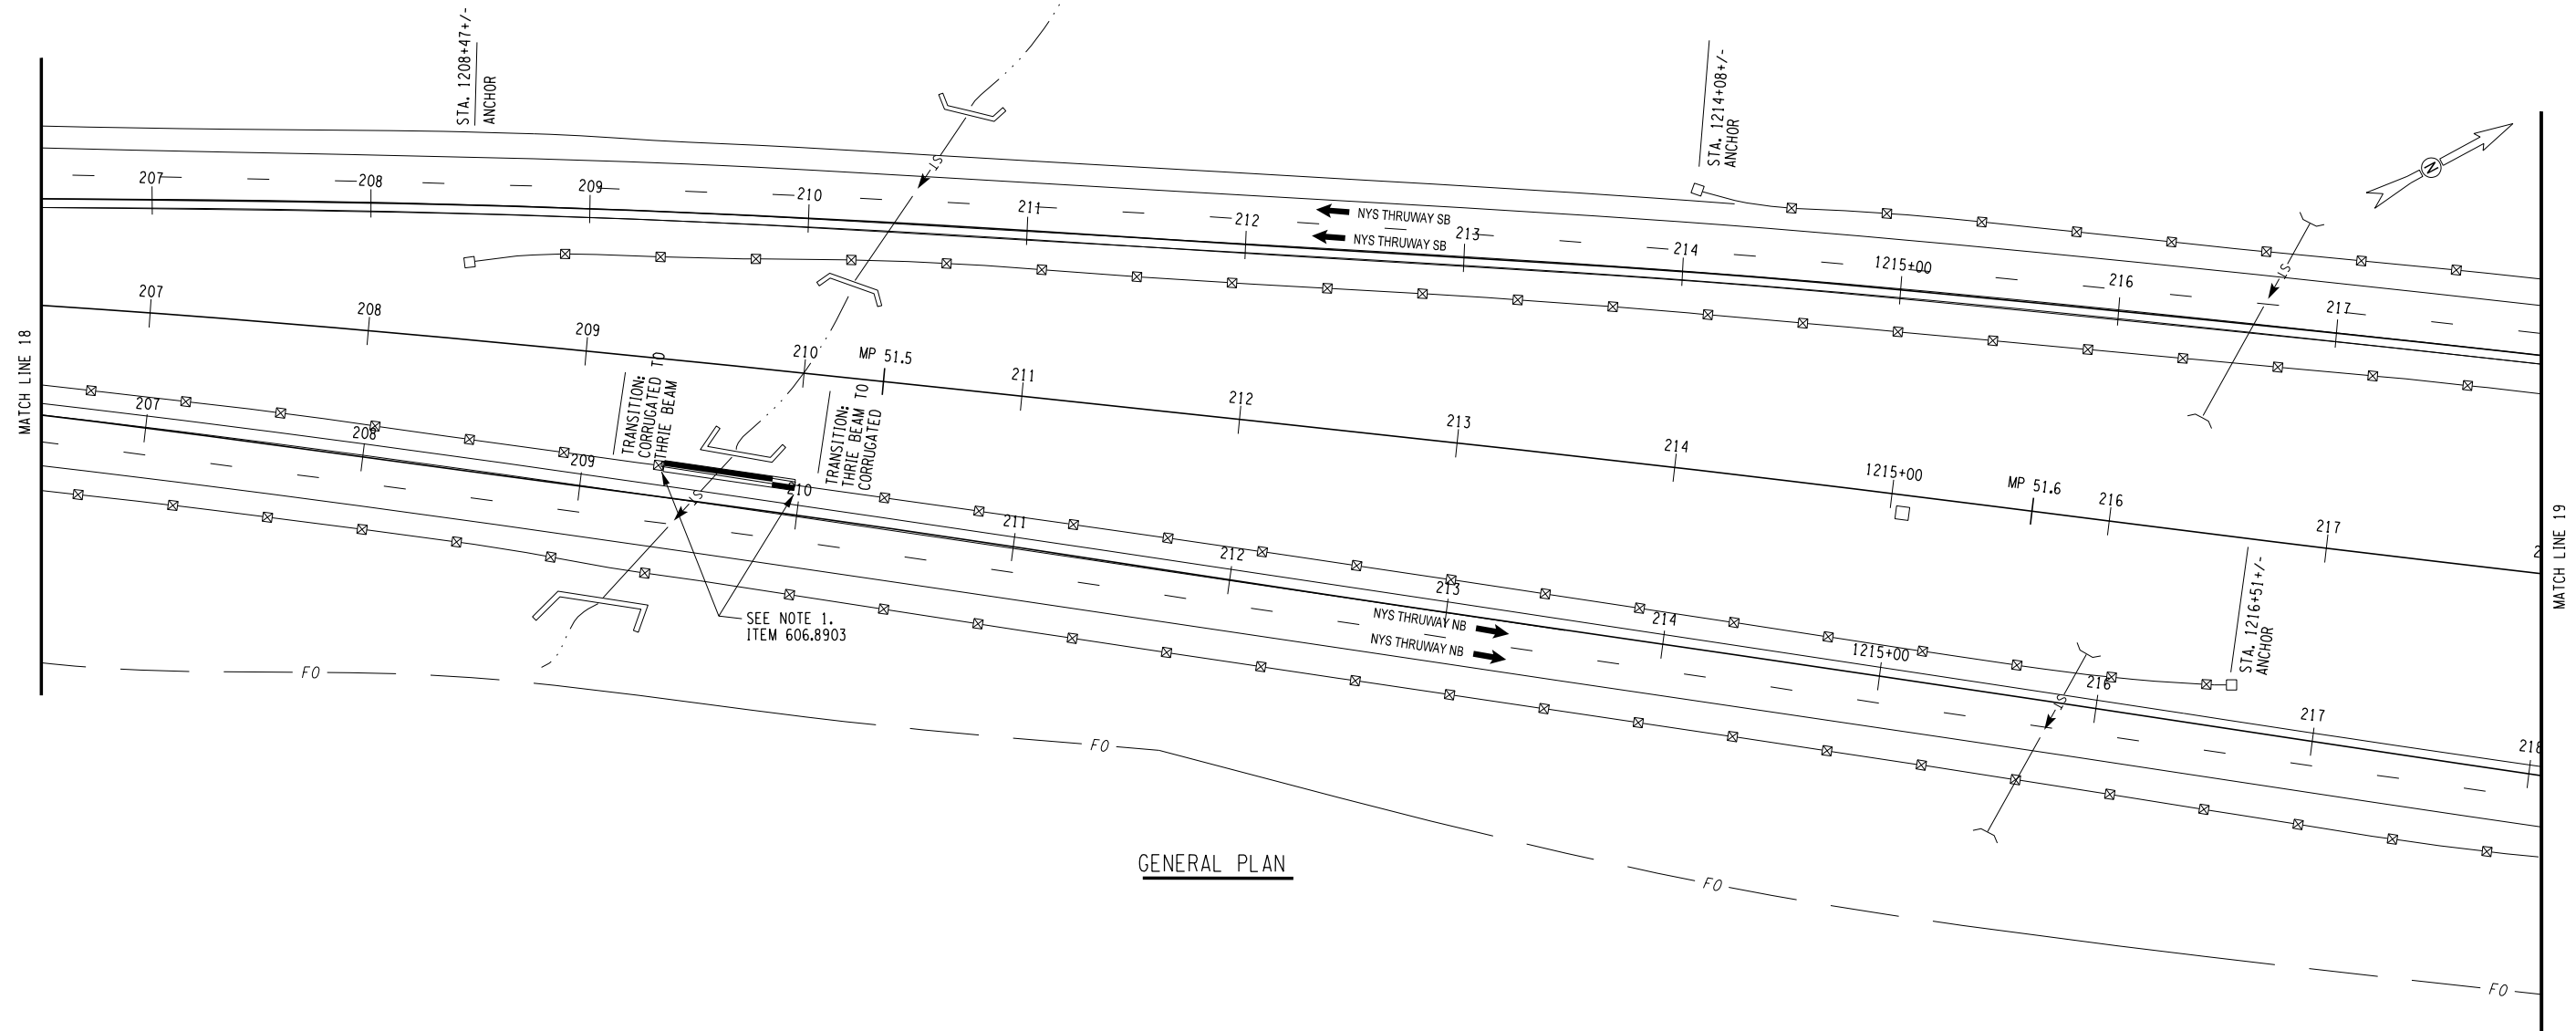 STA. 1208+47+/-
ANCHOR
STA. 1214+08+/-
ANCHOR
N
ST
207
208
209
210
211
212
213
214
1215+00
216
217
NYS THRUWAY SB
NYS THRUWAY SB
ST
MATCH LINE 18
207
208
209
210
MP 51.5
211
212
213
214
1215+00
MP 51.6
216
217
2
MATCH LINE 19
TRANSITION:
CORRUGATED TO
THRIE BEAM
TRANSITION:
THRIE BEAM TO
CORRUGATED
207
208
209
210
211
212
213
214
1215+00
216
217
218
ST
NYS THRUWAY NB
NYS THRUWAY NB
ST
STA. 1216+51+/-
ANCHOR
SEE NOTE 1.
ITEM 606.8903
FO
FO
FO
FO
GENERAL PLAN